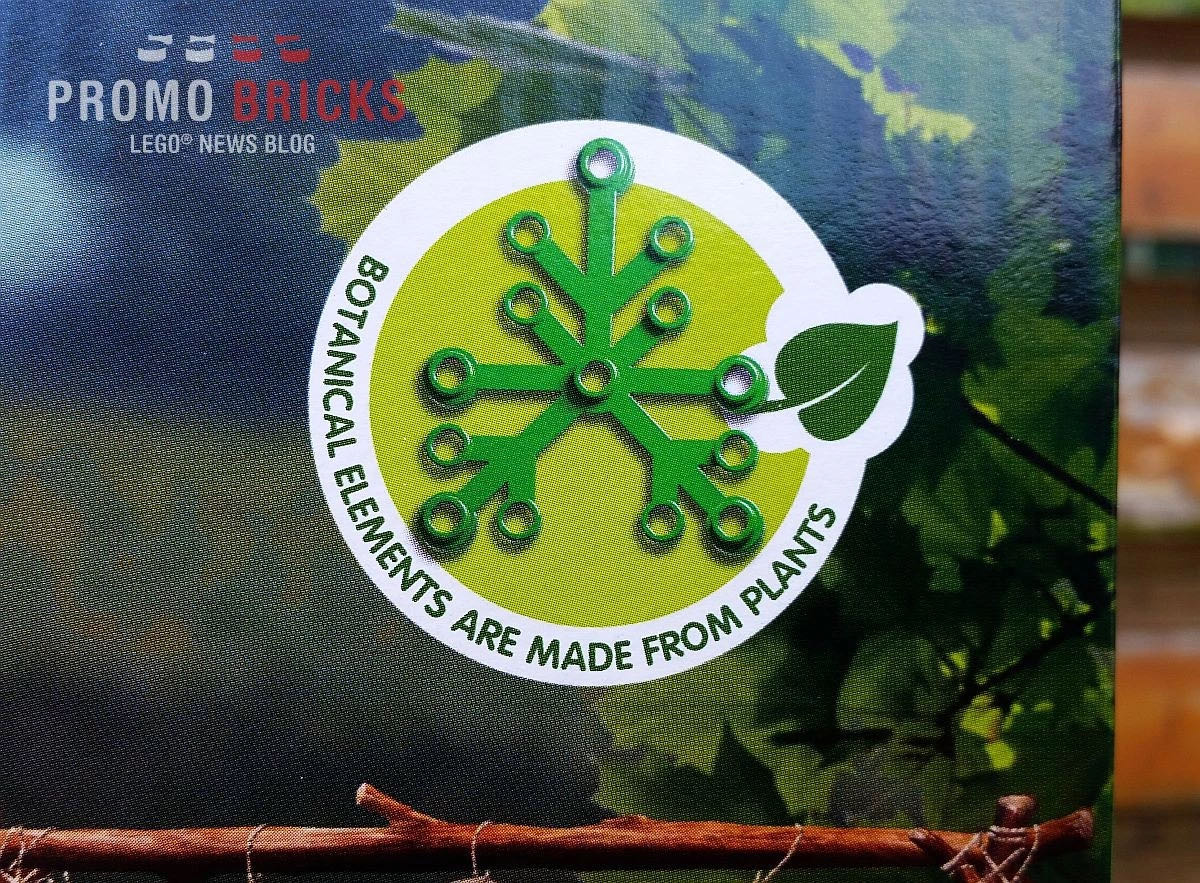 PROMO BRICKS
LEGO® NEWS BLOG
BOTANICAL ELEMENTS ARE MADE FROM PLANTS